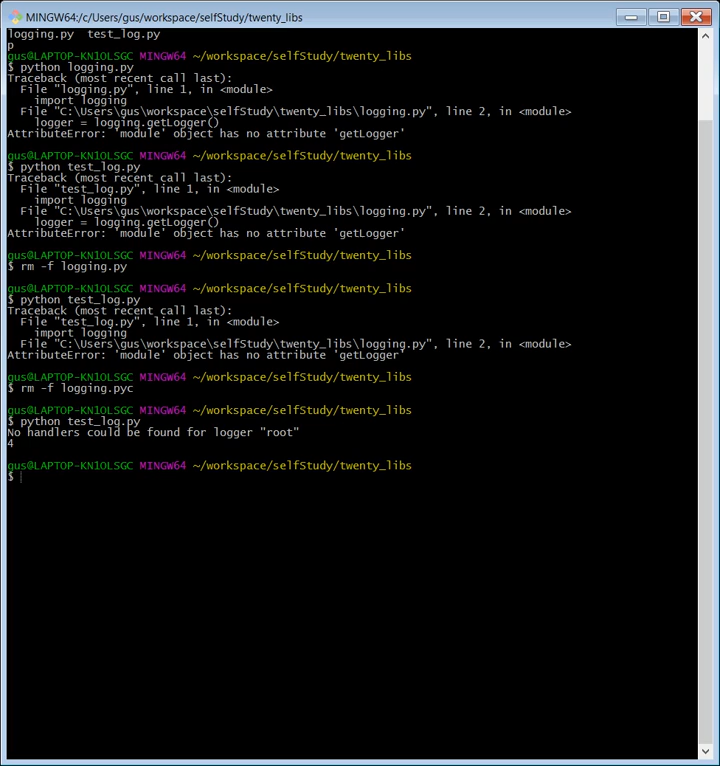 MINGW64:/c/Users/gus/workspace/selfStudy/twenty_libs
logging.py  test_log.py
p
gus@LAPTOP-KN1OLSGC MINGW64 ~/workspace/selfStudy/twenty_libs
$ python logging.py
Traceback (most recent call last):
  File "logging.py", line 1, in <module>
    import logging
  File "C:\Users\gus\workspace\selfStudy\twenty_libs\logging.py", line 2, in <module>
    logger = logging.getLogger()
AttributeError: 'module' object has no attribute 'getLogger'
gus@LAPTOP-KN1OLSGC MINGW64 ~/workspace/selfStudy/twenty_libs
$ python test_log.py
Traceback (most recent call last):
  File "test_log.py", line 1, in <module>
    import logging
  File "C:\Users\gus\workspace\selfStudy\twenty_libs\logging.py", line 2, in <module>
    logger = logging.getLogger()
AttributeError: 'module' object has no attribute 'getLogger'
gus@LAPTOP-KN1OLSGC MINGW64 ~/workspace/selfStudy/twenty_libs
$ rm -f logging.py
gus@LAPTOP-KN1OLSGC MINGW64 ~/workspace/selfStudy/twenty_libs
$ python test_log.py
Traceback (most recent call last):
  File "test_log.py", line 1, in <module>
    import logging
  File "C:\Users\gus\workspace\selfStudy\twenty_libs\logging.py", line 2, in <module>
AttributeError: 'module' object has no attribute 'getLogger'
gus@LAPTOP-KN1OLSGC MINGW64 ~/workspace/selfStudy/twenty_libs
$ rm -f logging.pyc
gus@LAPTOP-KN1OLSGC MINGW64 ~/workspace/selfStudy/twenty_libs
$ python test_log.py
No handlers could be found for logger "root"
4
gus@LAPTOP-KN1OLSGC MINGW64 ~/workspace/selfStudy/twenty_libs
$